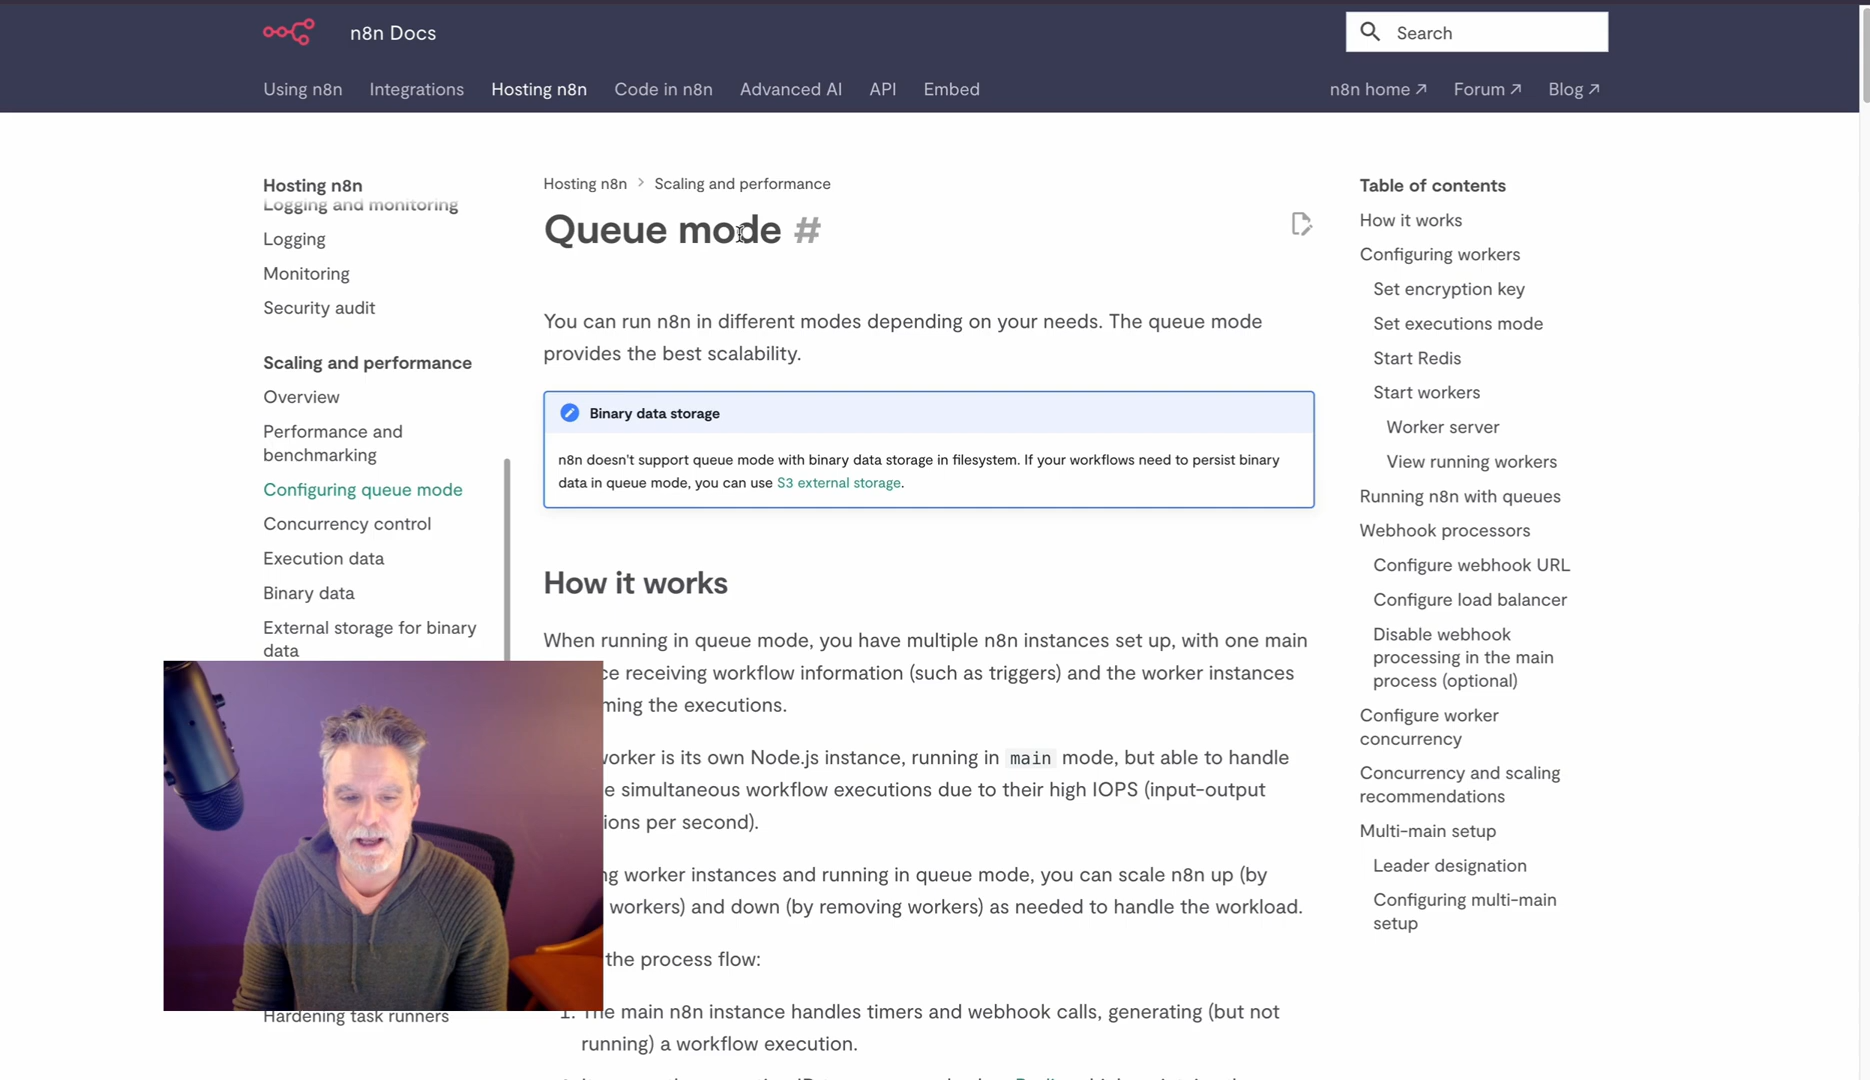 n8n Docs
Search
Using n8n Integrations Hosting n8n Code in n8n Advanced AI API Embed
n8n home Forum Blog
Hosting n8n
Logging and monitoring
Logging
Monitoring
Security audit
Scaling and performance
Overview
Performance and
benchmarking
Configuring queue mode
Concurrency control
Execution data
Binary data
External storage for binary
data
Hardening task runners
Hosting n8n > Scaling and performance
Queue mode #
You can run n8n in different modes depending on your needs. The queue mode
provides the best scalability.
Binary data storage
n8n doesn't support queue mode with binary data storage in filesystem. If your workflows need to persist binary
data in queue mode, you can use S3 external storage.
How it works
When running in queue mode, you have multiple n8n instances set up, with one main
receiving workflow information (such as triggers) and the worker instances
the executions.
worker is its own Node.js instance, running in main mode, but able to handle
simultaneous workflow executions due to their high IOPS (input-output
per second).
worker instances and running in queue mode, you can scale n8n up (by
workers) and down (by removing workers) as needed to handle the workload.
the process flow:
1. The main n8n instance handles timers and webhook calls, generating (but not
running) a workflow execution.
Table of contents
How it works
Configuring workers
Set encryption key
Set executions mode
Start Redis
Start workers
Worker server
View running workers
Running n8n with queues
Webhook processors
Configure webhook URL
Configure load balancer
Disable webhook
processing in the main
process (optional)
Configure worker
concurrency
Concurrency and scaling
recommendations
Multi-main setup
Leader designation
Configuring multi-main
setup